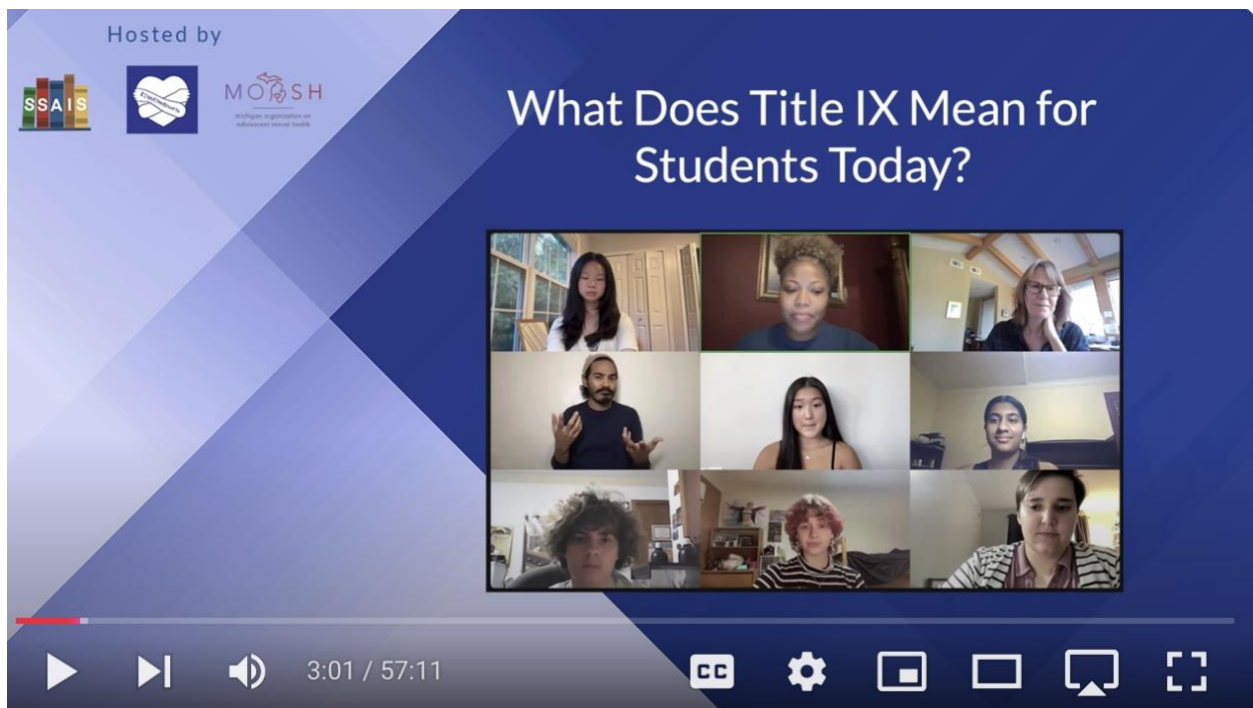 Hosted by
SSAIS
MOASH
michigan organization on
adolescent sexual health
What Does Title IX Mean for
Students Today?
3:01 / 57:11
CC